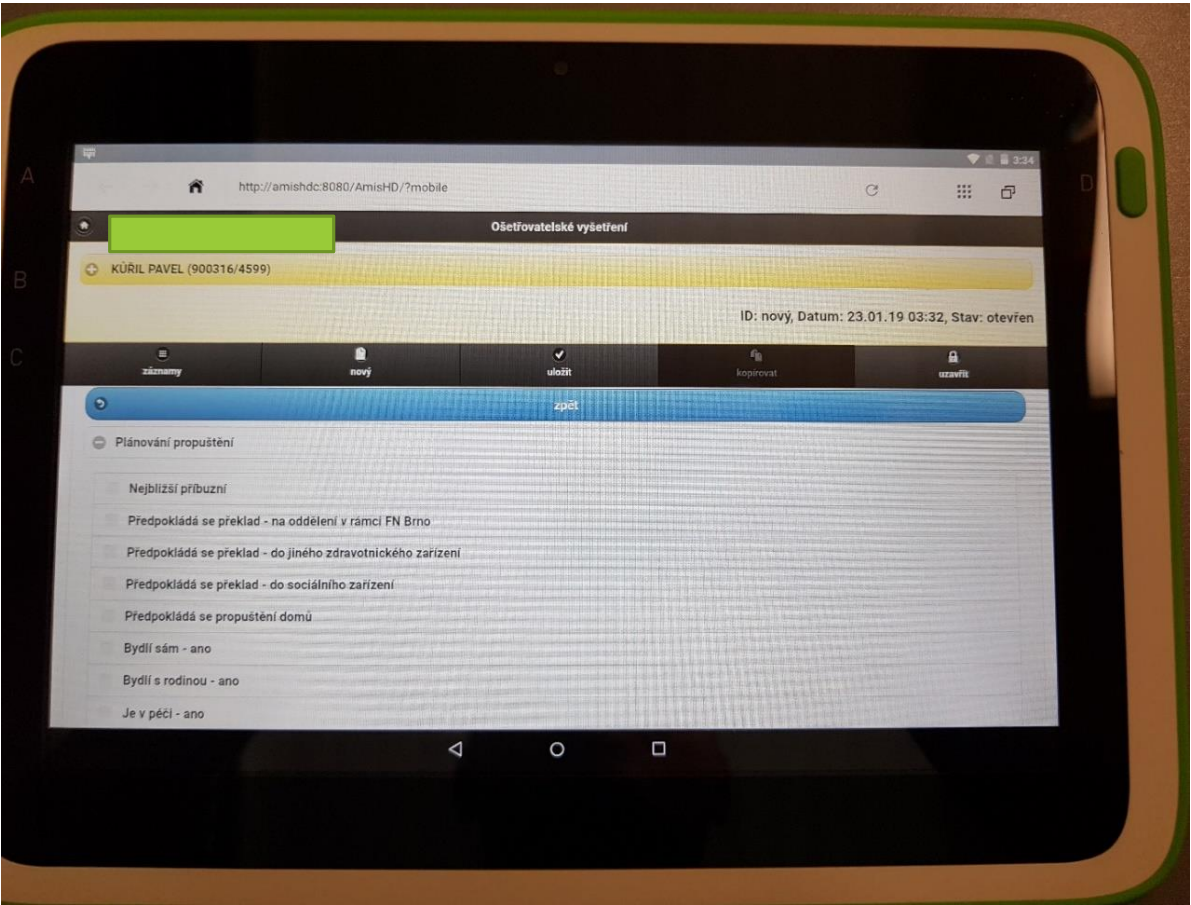 A
B
C
D
3:34
http://amishdc:8080/AmisHD/?mobile
Ošetřovatelské vyšetření
KŮŘIL PAVEL (900316/4599)
ID: nový, Datum: 23.01.19 03:32, Stav: otevřen
záznamy nový uložit kopírovat uzavřít
zpět
Plánování propuštění
Nejbližší příbuzní
Předpokládá se překlad - na oddělení v rámci FN Brno
Předpokládá se překlad - do jiného zdravotnického zařízení
Předpokládá se překlad - do sociálního zařízení
Předpokládá se propuštění domů
Bydlí sám - ano
Bydlí s rodinou - ano
Je v péči - ano